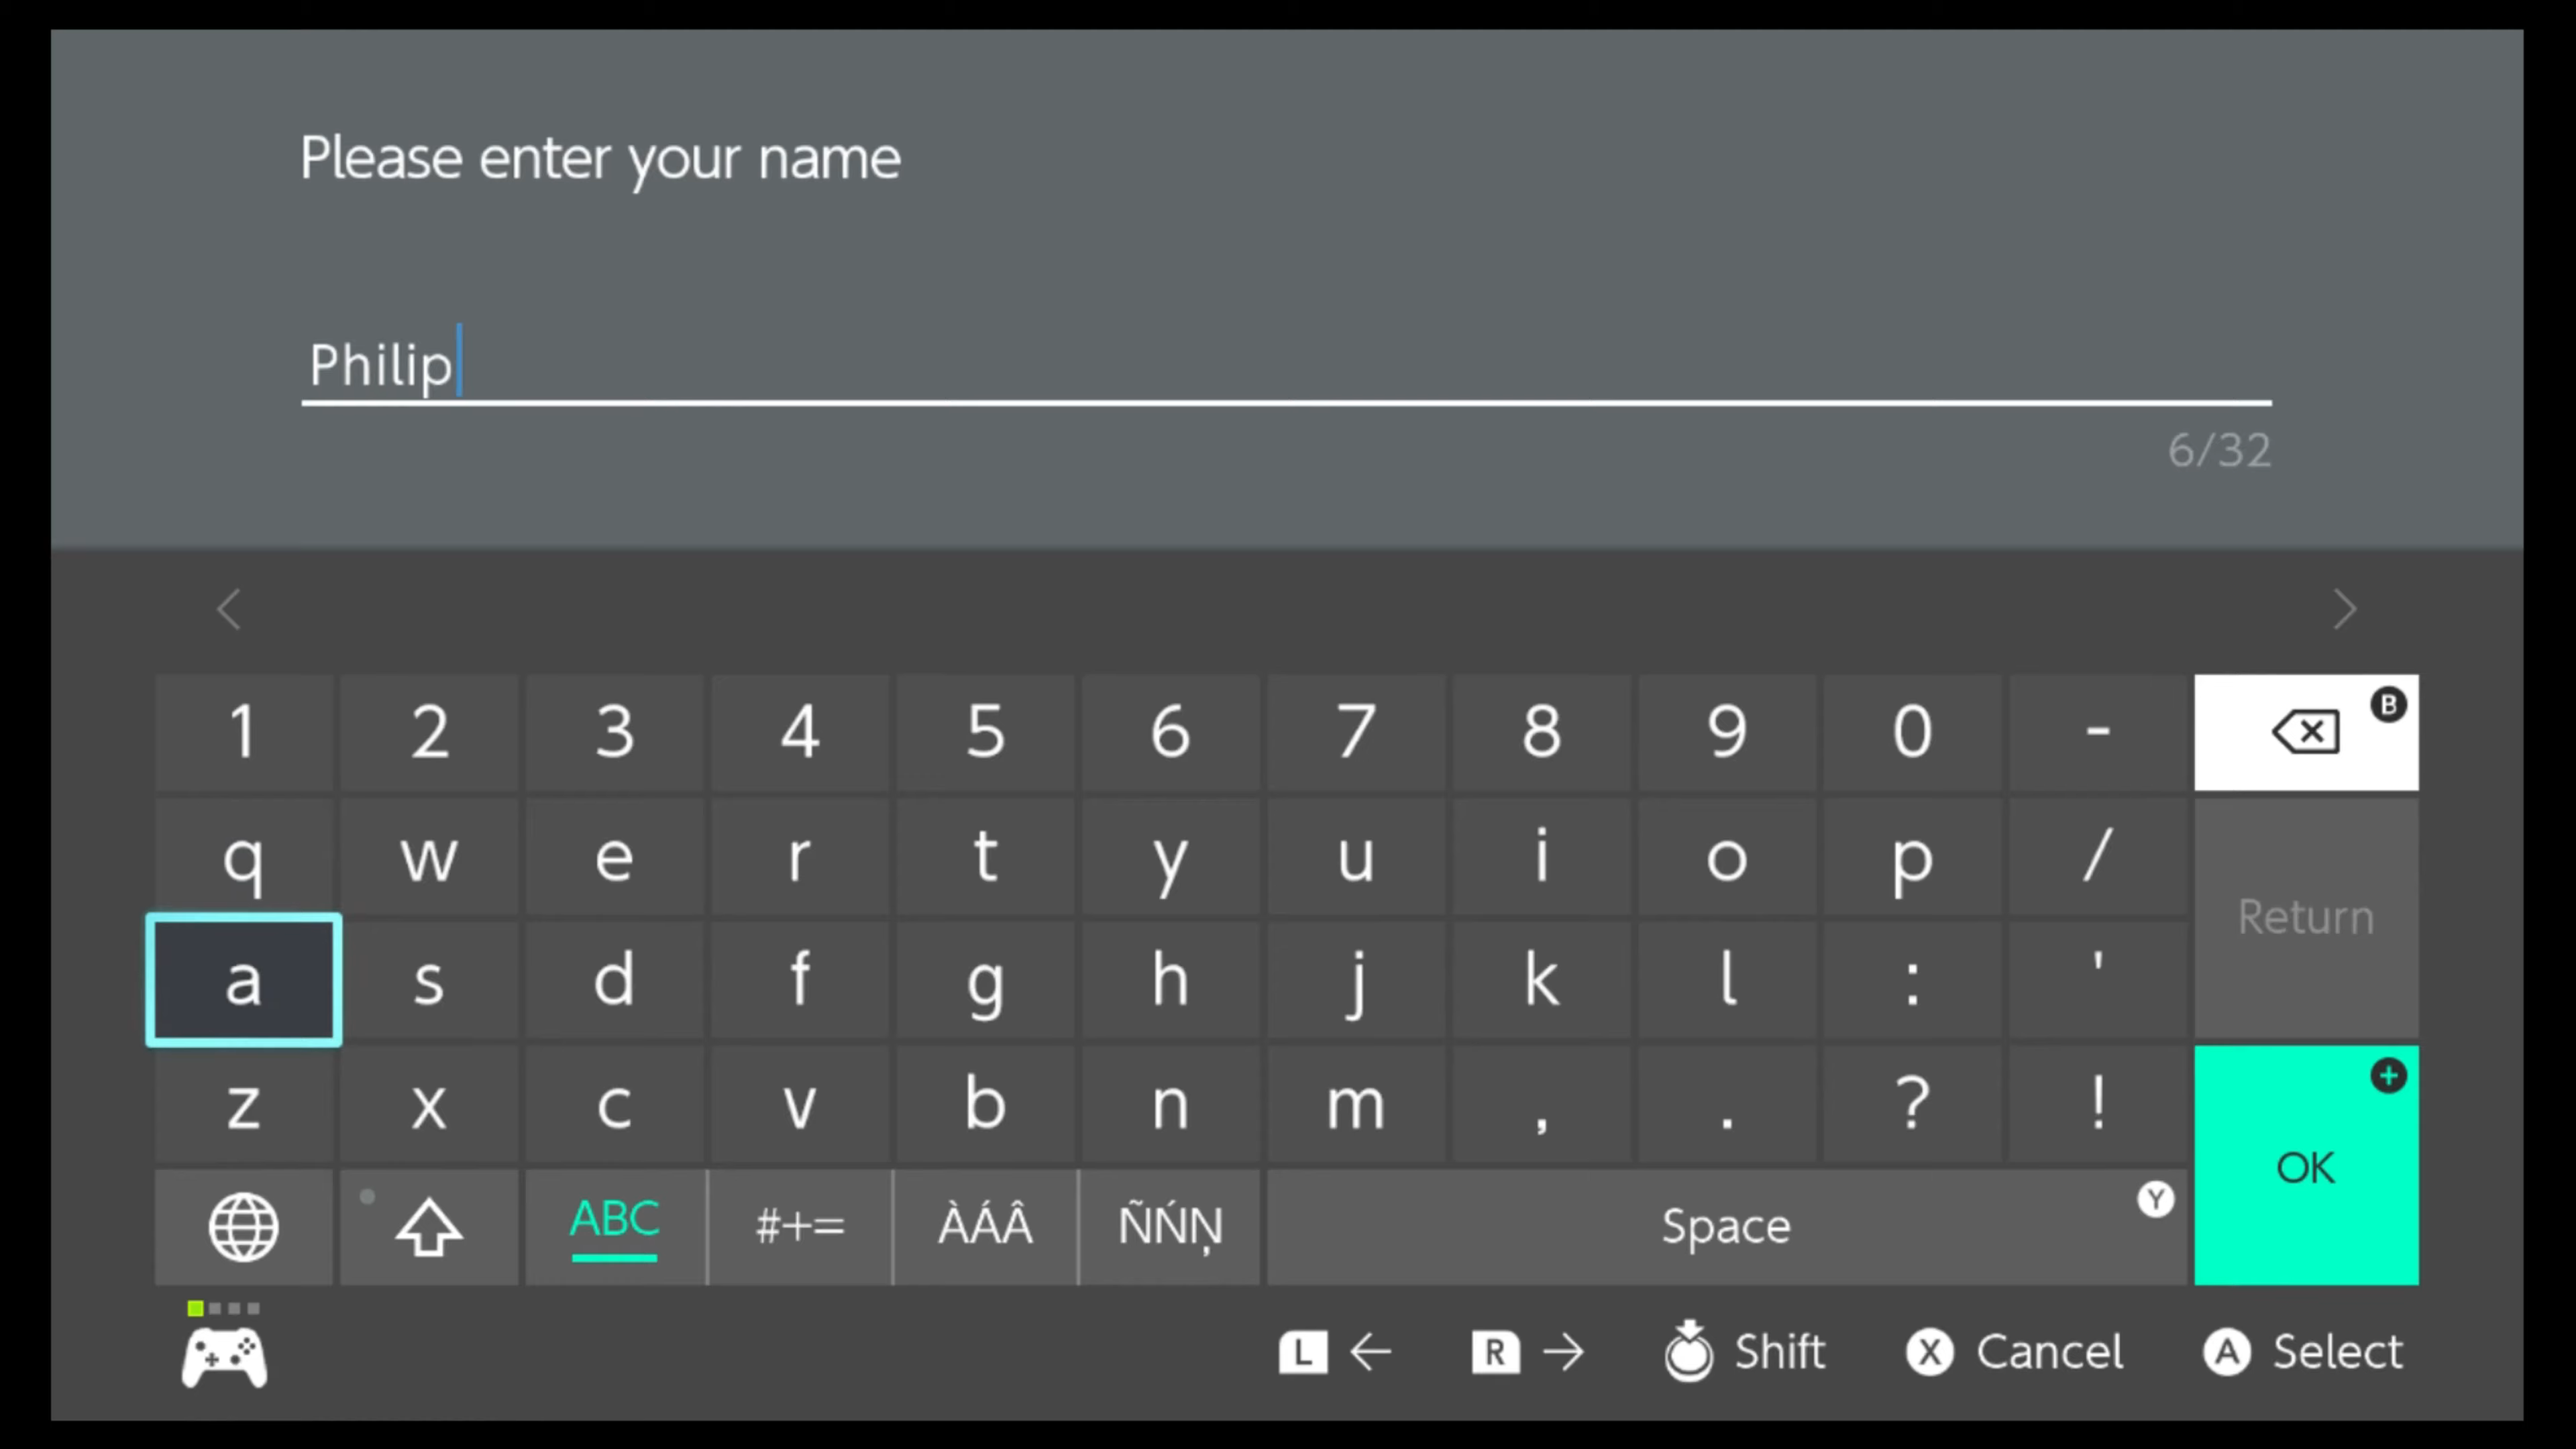 Please enter your name
Philip
6/32
1 2 3 4 5 6 7 8 9 0 - B
q w e r t y u i o p /
Return
a s d f g h j k l : '
z x c v b n m , . ? ! +
OK
ABC #+= ÀÁÂ ÑŃŅ Space Y
L ← R → Shift X Cancel A Select